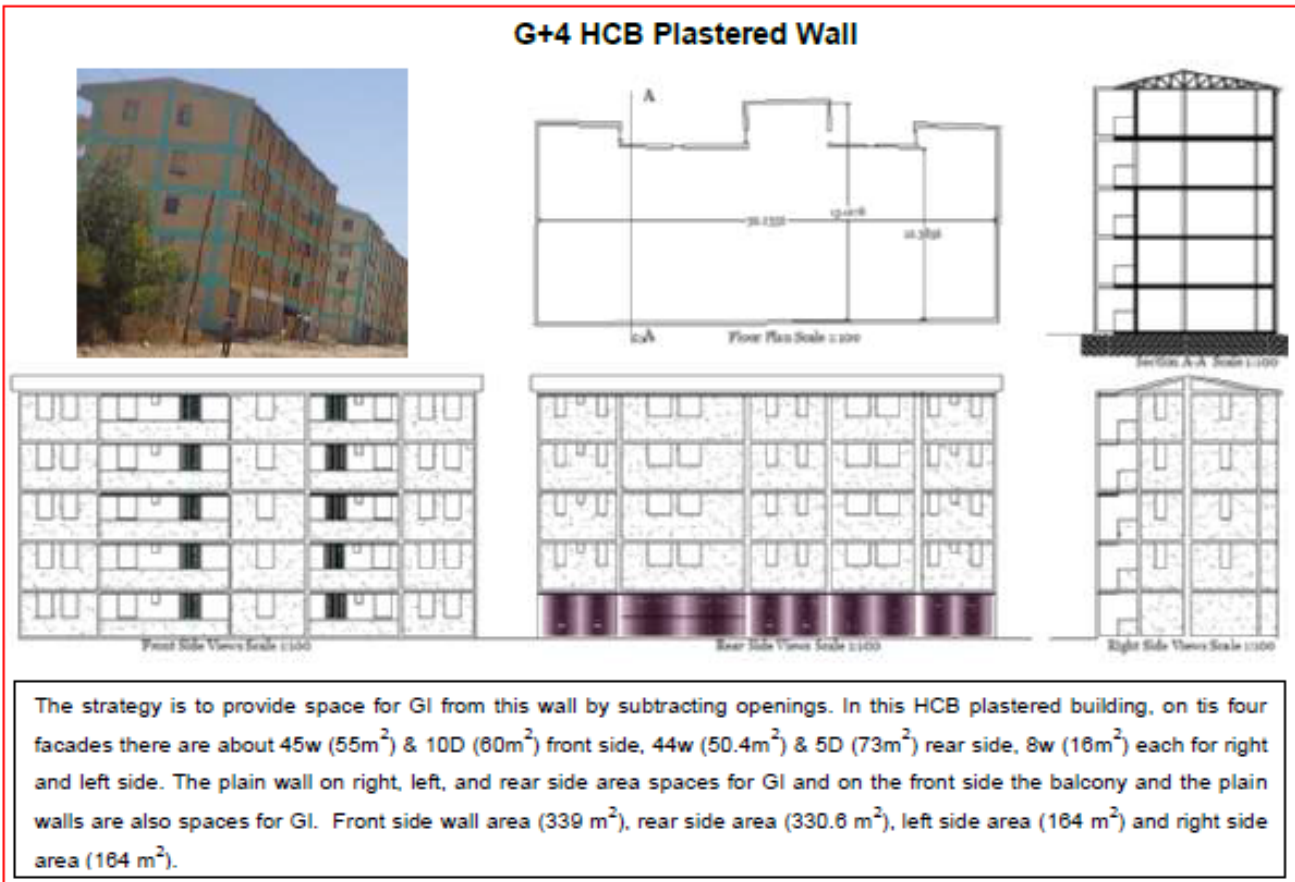 G+4 HCB Plastered Wall
A
A
Floor Plan Scale 1:100
Section A-A Scale 1:100
Front Side Views Scale 1:100
Rear Side Views Scale 1:100
Right Side Views Scale 1:100
The strategy is to provide space for GI from this wall by subtracting openings. In this HCB plastered building, on tis four
facades there are about 45w (55m²) & 10D (60m²) front side, 44w (50.4m²) & 5D (73m²) rear side, 8w (16m²) each for right
and left side. The plain wall on right, left, and rear side area spaces for GI and on the front side the balcony and the plain
walls are also spaces for GI. Front side wall area (339 m²), rear side area (330.6 m²), left side area (164 m²) and right side
area (164 m²).